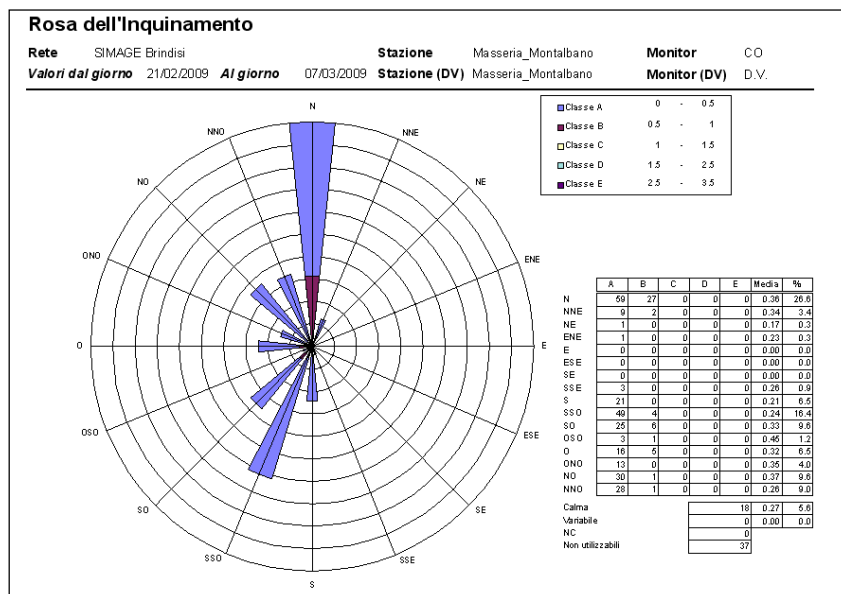 Rosa dell'Inquinamento
Rete SIMAGE Brindisi Stazione Masseria_Montalbano Monitor CO
Valori dal giorno 21/02/2009 Al giorno 07/03/2009 Stazione (DV) Masseria_Montalbano Monitor (DV) D.V.
N
NNE
NE
ENE
E
ESE
SE
SSE
S
SSO
SO
OSO
O
ONO
NO
NNO
Classe A 0 - 0.5
Classe B 0.5 - 1
Classe C 1 - 1.5
Classe D 1.5 - 2.5
Classe E 2.5 - 3.5
A B C D E Media %
N 59 27 0 0 0 0.36 26.6
NNE 9 2 0 0 0 0.34 3.4
NE 1 0 0 0 0 0.17 0.3
ENE 1 0 0 0 0 0.23 0.3
E 0 0 0 0 0 0.00 0.0
ESE 0 0 0 0 0 0.00 0.0
SE 0 0 0 0 0 0.00 0.0
SSE 3 0 0 0 0 0.26 0.9
S 21 0 0 0 0 0.21 6.5
SSO 49 4 0 0 0 0.24 16.4
SO 25 6 0 0 0 0.33 9.6
OSO 3 1 0 0 0 0.45 1.2
O 16 5 0 0 0 0.32 6.5
ONO 13 0 0 0 0 0.35 4.0
NO 30 1 0 0 0 0.37 9.6
NNO 28 1 0 0 0 0.26 9.0
Calma 18 0.27 5.6
Variabile 0 0.00 0.0
NC 0
Non utilizzabili 37